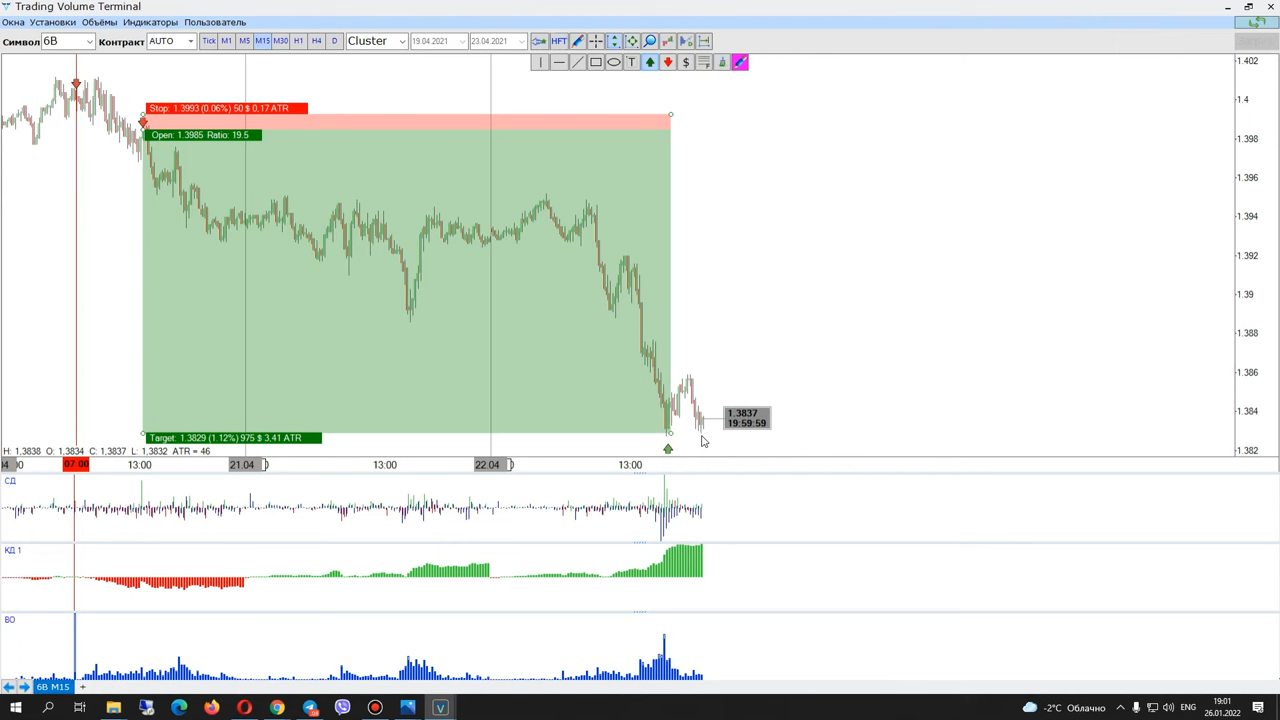 Trading Volume Terminal
Окна Установки Объёмы Индикаторы Пользователь
Символ 6B Контракт AUTO Tick M1 M5 M15 M30 H1 H4 D Cluster 19.04.2021 23.04.2021 HFT
T $
1.402
1.4
1.398
1.396
1.394
1.392
1.39
1.388
1.386
1.384
1.382
Stop: 1.3993 (0.06%) 50 $ 0,17 ATR
Open: 1.3985 Ratio: 19.5
1.3837
19:59:59
Target: 1.3829 (1.12%) 975 $ 3,41 ATR
H: 1.3838 O: 1.3834 C: 1.3837 L: 1.3832 ATR = 46
07:00 13:00 21.04 13:00 22.04 13:00
СД
КД 1
ВО
6B M15 +
-2°C Облачно ENG 19:01
26.01.2022